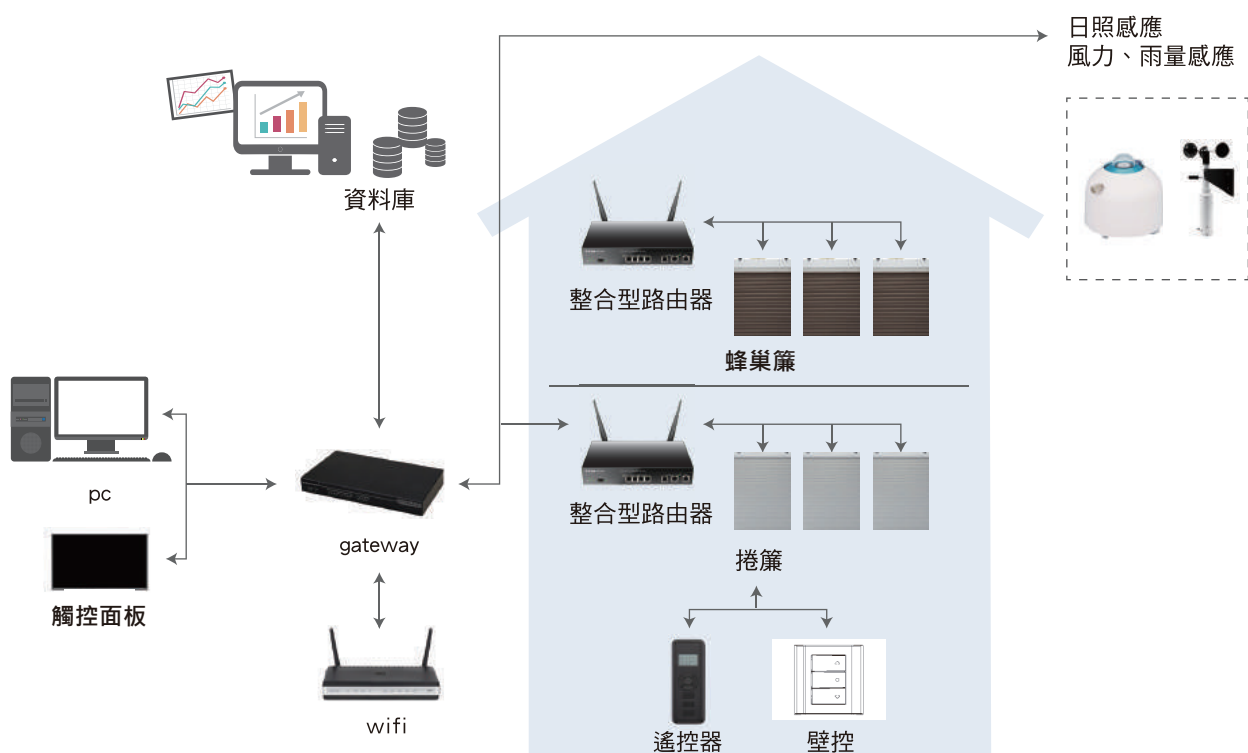 日照感應
風力、雨量感應
資料庫
整合型路由器
蜂巢簾
pc
gateway
整合型路由器
捲簾
觸控面板
wifi
遙控器
壁控